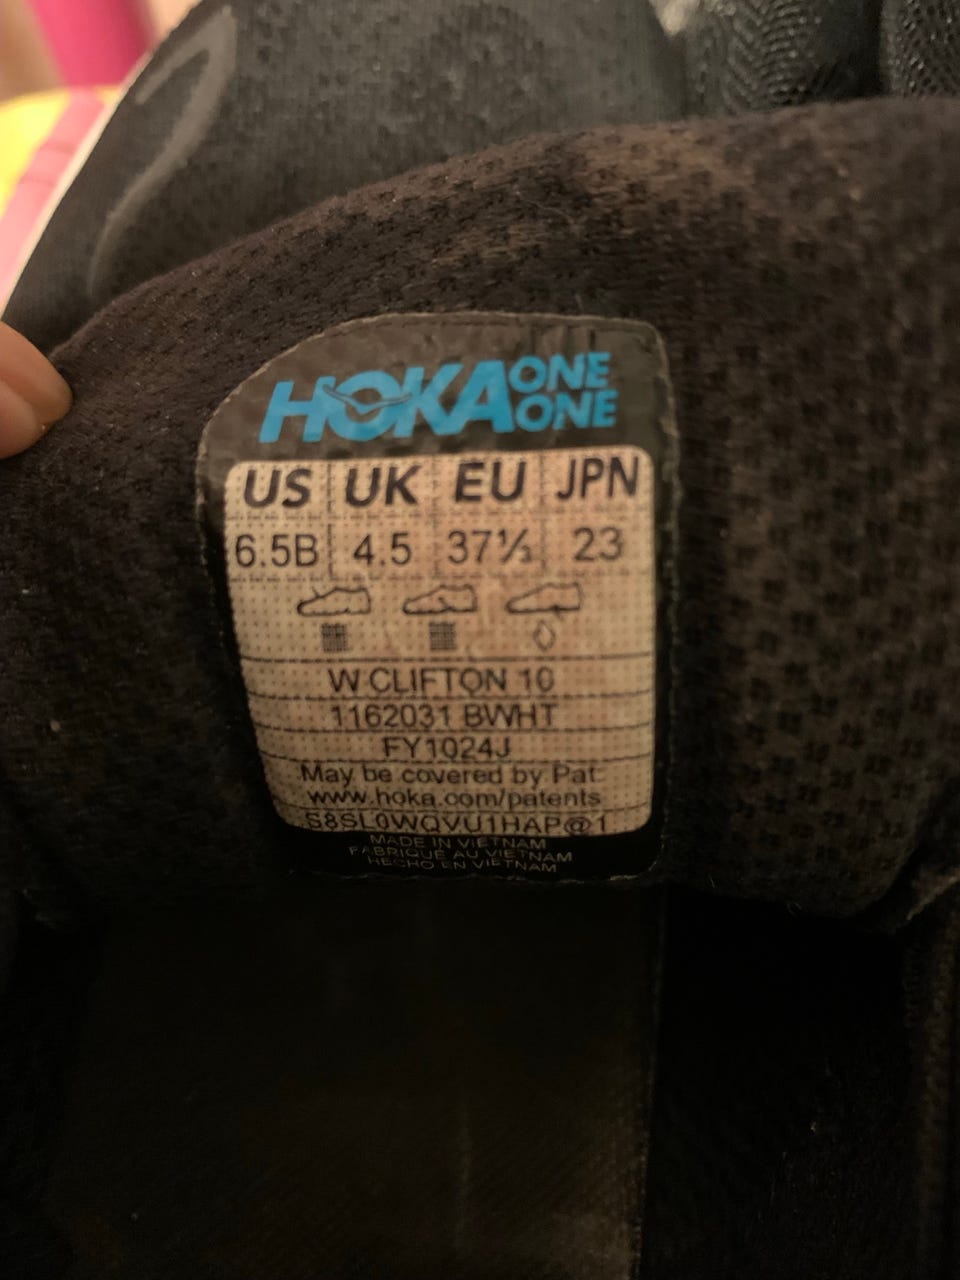 HOKA ONE ONE
US UK EU JPN
6.5B 4.5 37⅓ 23
W CLIFTON 10
1162031 BWHT
FY1024J
May be covered by Pat:
www.hoka.com/patents
S8SL0WQVU1HAP@1
MADE IN VIETNAM
FABRIQUÉ AU VIETNAM
HECHO EN VIETNAM